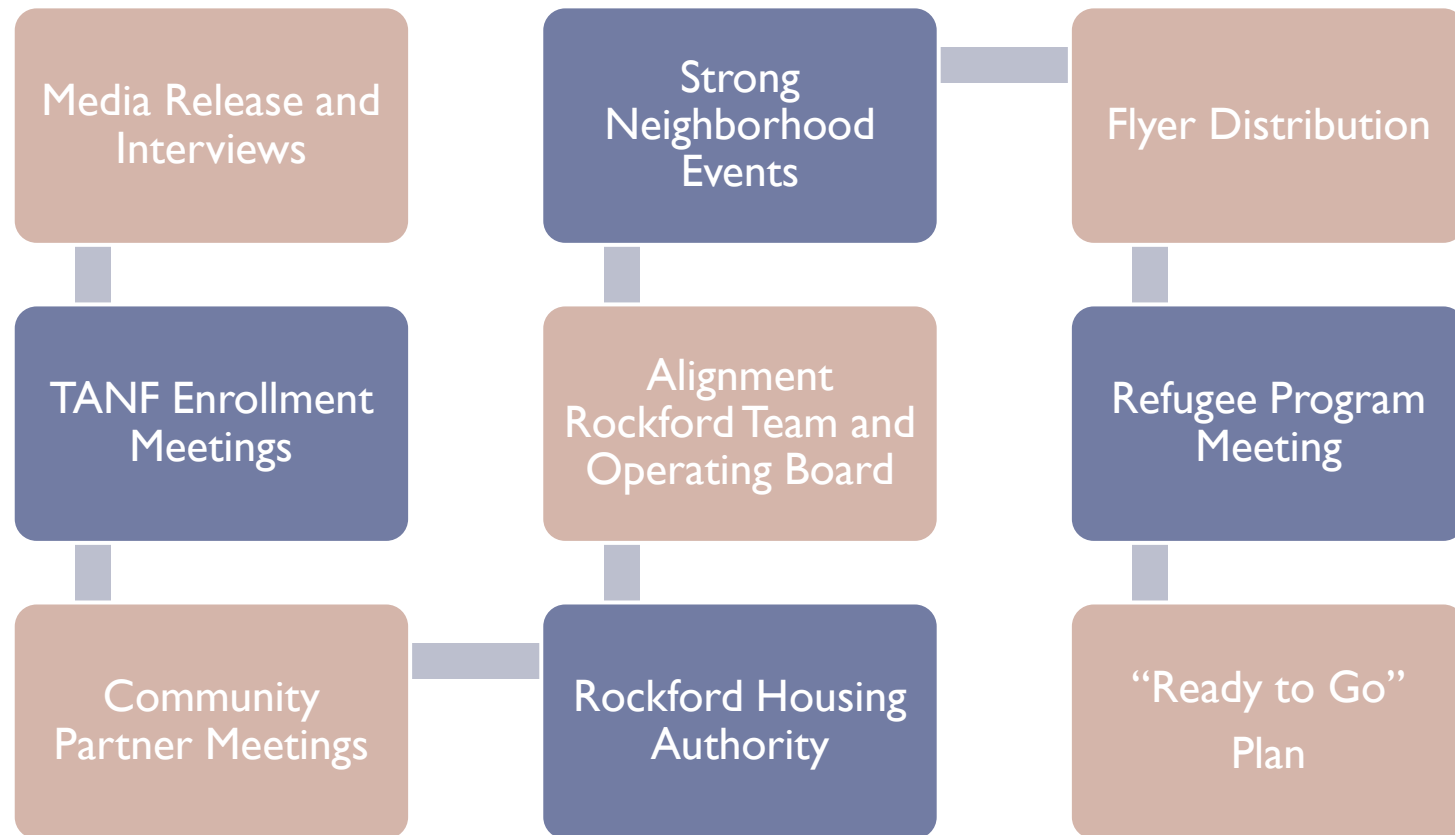 Media Release and
Interviews
TANF Enrollment
Meetings
Community
Partner Meetings
Rockford Housing
Authority
Alignment
Rockford Team and
Operating Board
Strong
Neighborhood
Events
Flyer Distribution
Refugee Program
Meeting
“Ready to Go”
Plan